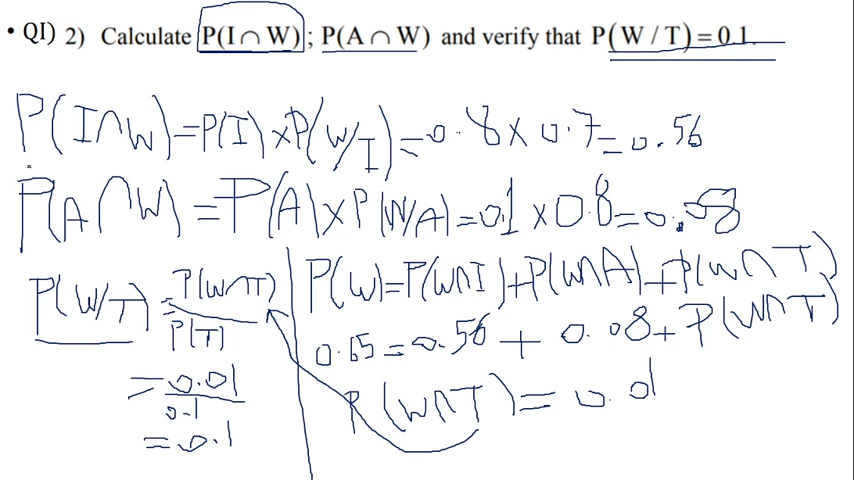 • QI) 2) Calculate P(I ∩ W) ; P(A ∩ W) and verify that P(W / T) = 0.1.
P(I∩W) = P(I) × P(W/I) = 0.8 × 0.7 = 0.56
P(A∩W) = P(A) × P(W/A) = 0.1 × 0.8 = 0.08
P(W/T) = P(W∩T)
P(T)
= 0.01
0.1
= 0.1
P(W) = P(W∩I) + P(W∩A) + P(W∩T)
0.65 = 0.56 + 0.08 + P(W∩T)
P(W∩T) = 0.01